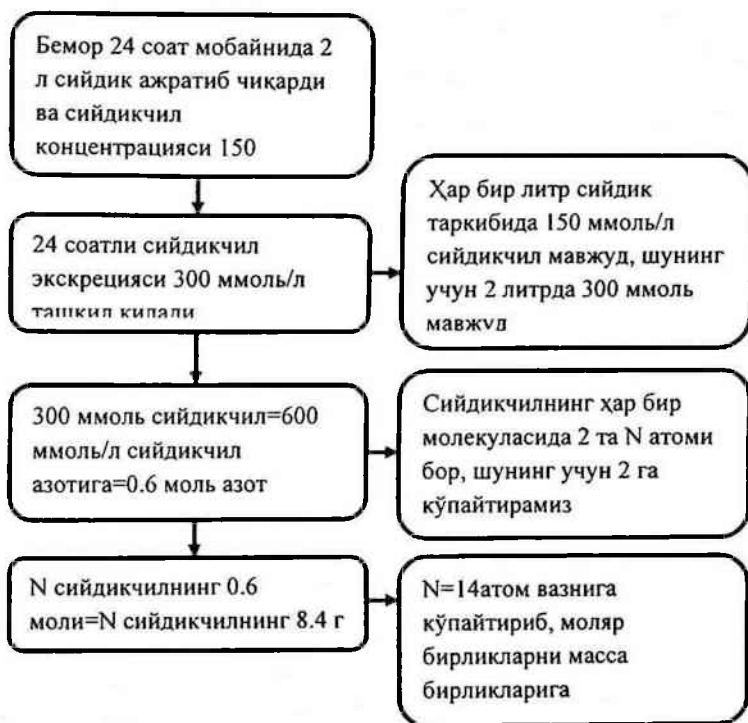 Бемор 24 соат мобайнида 2
л сийдик ажратиб чиқарди
ва сийдикчил
концентрацияси 150
24 соатли сийдикчил
экскрецияси 300 ммоль/л
ташкил килади
Ҳар бир литр сийдик
таркибида 150 ммоль/л
сийдикчил мавжуд, шунинг
учун 2 литрда 300 ммоль
мавжуд
300 ммоль сийдикчил=600
ммоль/л сийдикчил
азотига=0.6 моль азот
Сийдикчилнинг ҳар бир
молекуласида 2 та N атоми
бор, шунинг учун 2 га
кўпайтирамиз
N сийдикчилнинг 0.6
моли=N сийдикчилнинг 8.4 г
N=14атом вазнига
кўпайтириб, моляр
бирликларни масса
бирликларига